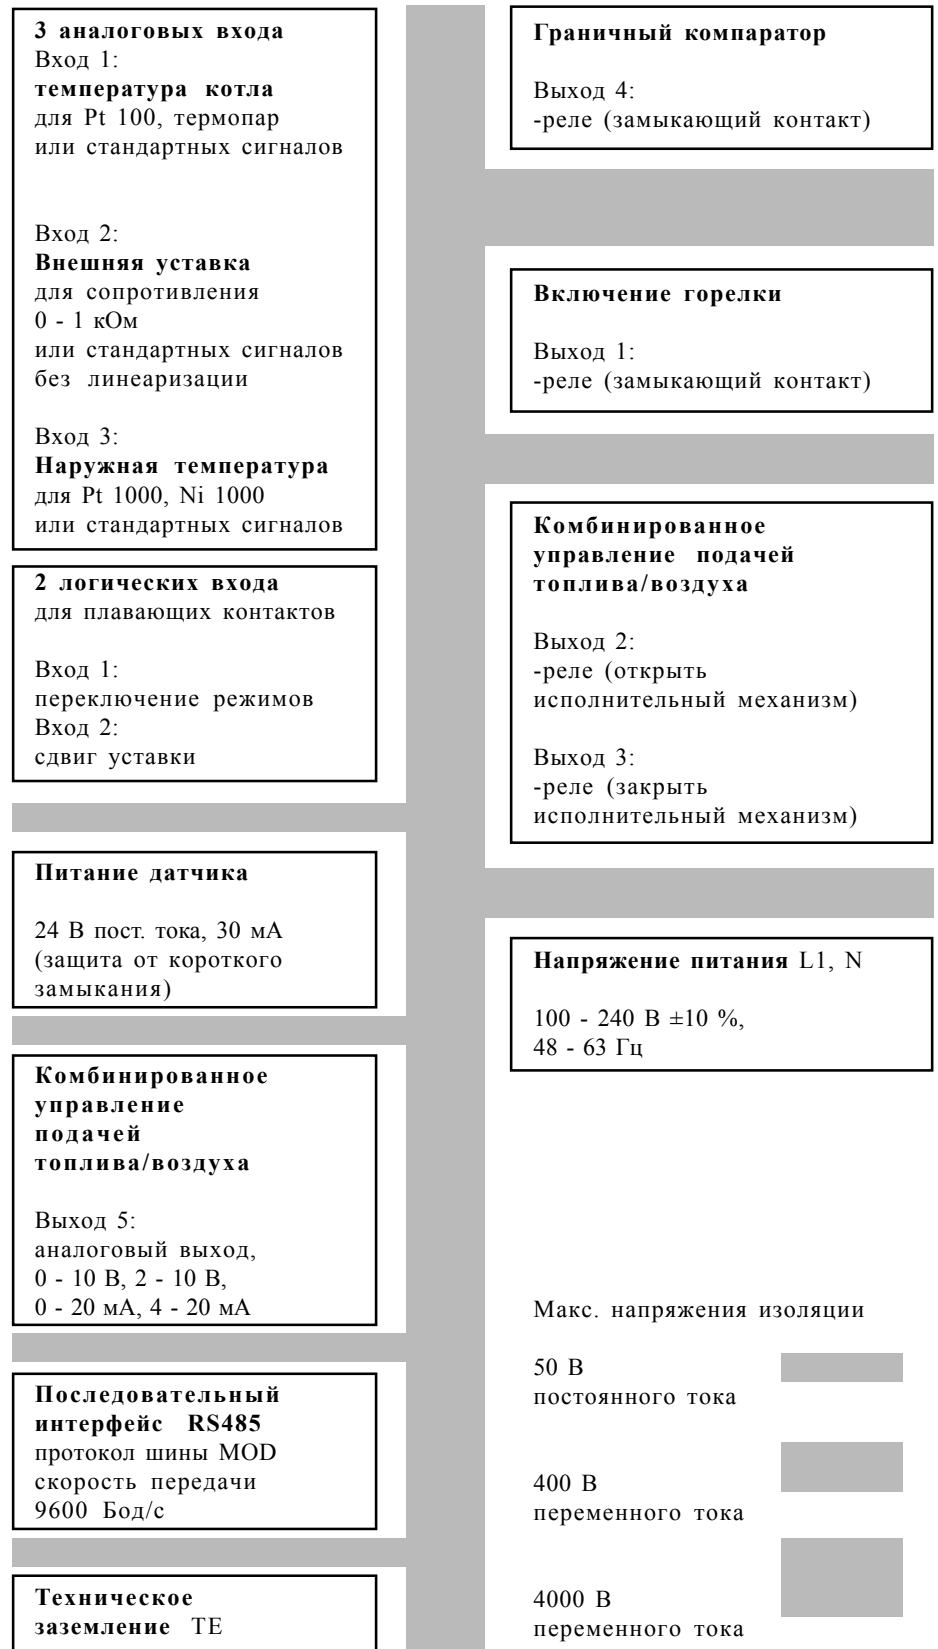 3 аналоговых входа
Вход 1:
температура котла
для Pt 100, термопар
или стандартных сигналов
Вход 2:
Внешняя уставка
для сопротивления
0 - 1 кОм
или стандартных сигналов
без линеаризации
Вход 3:
Наружная температура
для Pt 1000, Ni 1000
или стандартных сигналов
2 логических входа
для плавающих контактов
Вход 1:
переключение режимов
Вход 2:
сдвиг уставки
Питание датчика
24 В пост. тока, 30 мА
(защита от короткого
замыкания)
Комбинированное
управление
подачей
топлива/воздуха
Выход 5:
аналоговый выход,
0 - 10 В, 2 - 10 В,
0 - 20 мА, 4 - 20 мА
Последовательный
интерфейс RS485
протокол шины MOD
скорость передачи
9600 Бод/с
Техническое
заземление TE
Граничный компаратор
Выход 4:
-реле (замыкающий контакт)
Включение горелки
Выход 1:
-реле (замыкающий контакт)
Комбинированное
управление подачей
топлива/воздуха
Выход 2:
-реле (открыть
исполнительный механизм)
Выход 3:
-реле (закрыть
исполнительный механизм)
Напряжение питания L1, N
100 - 240 В ±10 %,
48 - 63 Гц
Макс. напряжения изоляции
50 В
постоянного тока
400 В
переменного тока
4000 В
переменного тока